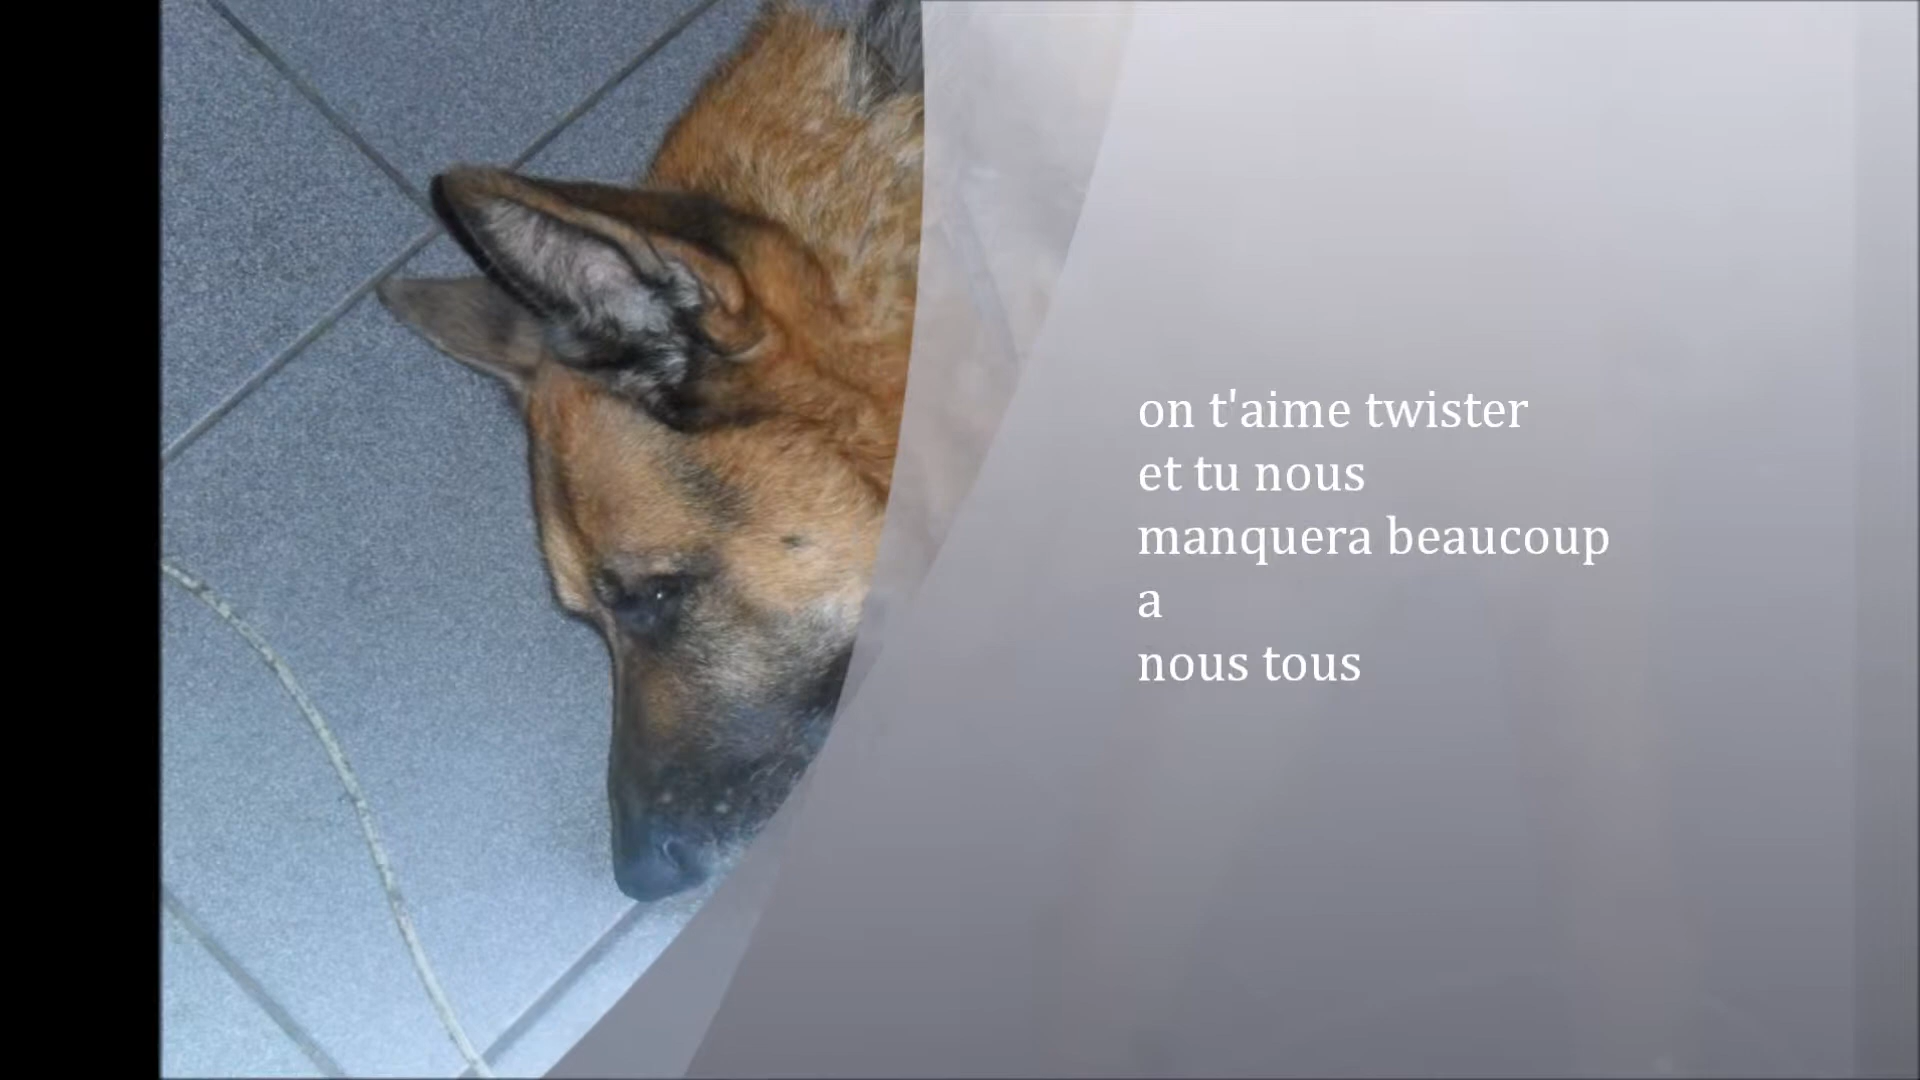 on t'aime twister
et tu nous
manquera beaucoup
a
nous tous